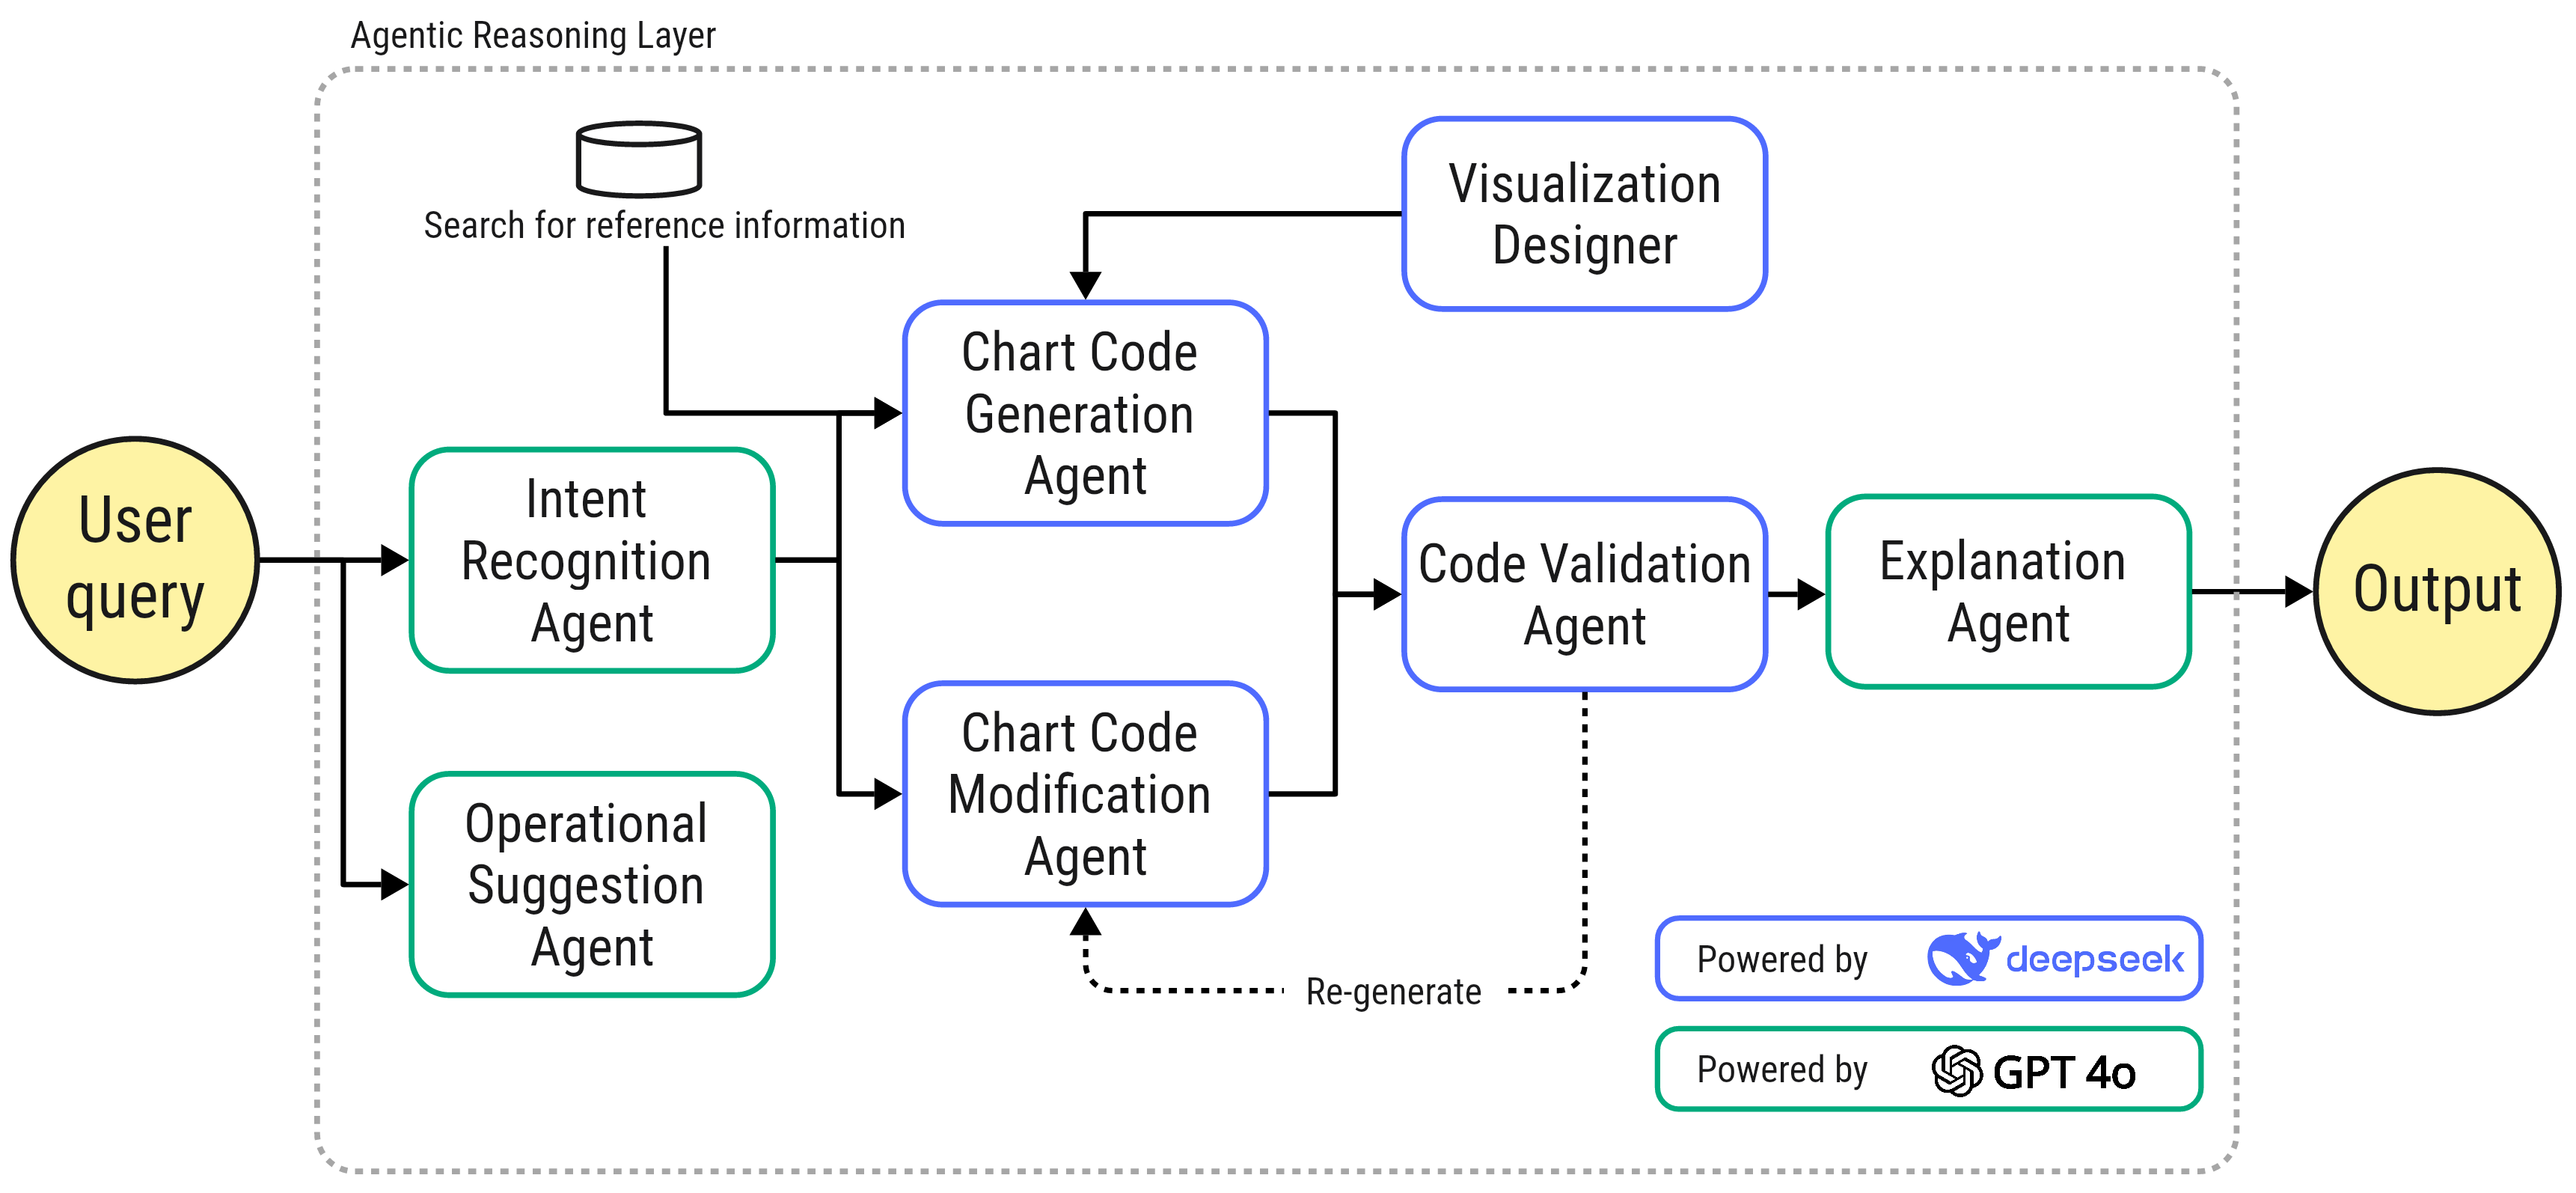 Agentic Reasoning Layer
Search for reference information
Visualization
Designer
Chart Code
Generation
Agent
User
query
Intent
Recognition
Agent
Code Validation
Agent
Explanation
Agent
Output
Operational
Suggestion
Agent
Chart Code
Modification
Agent
Re-generate
Powered by deepseek
Powered by GPT 4o